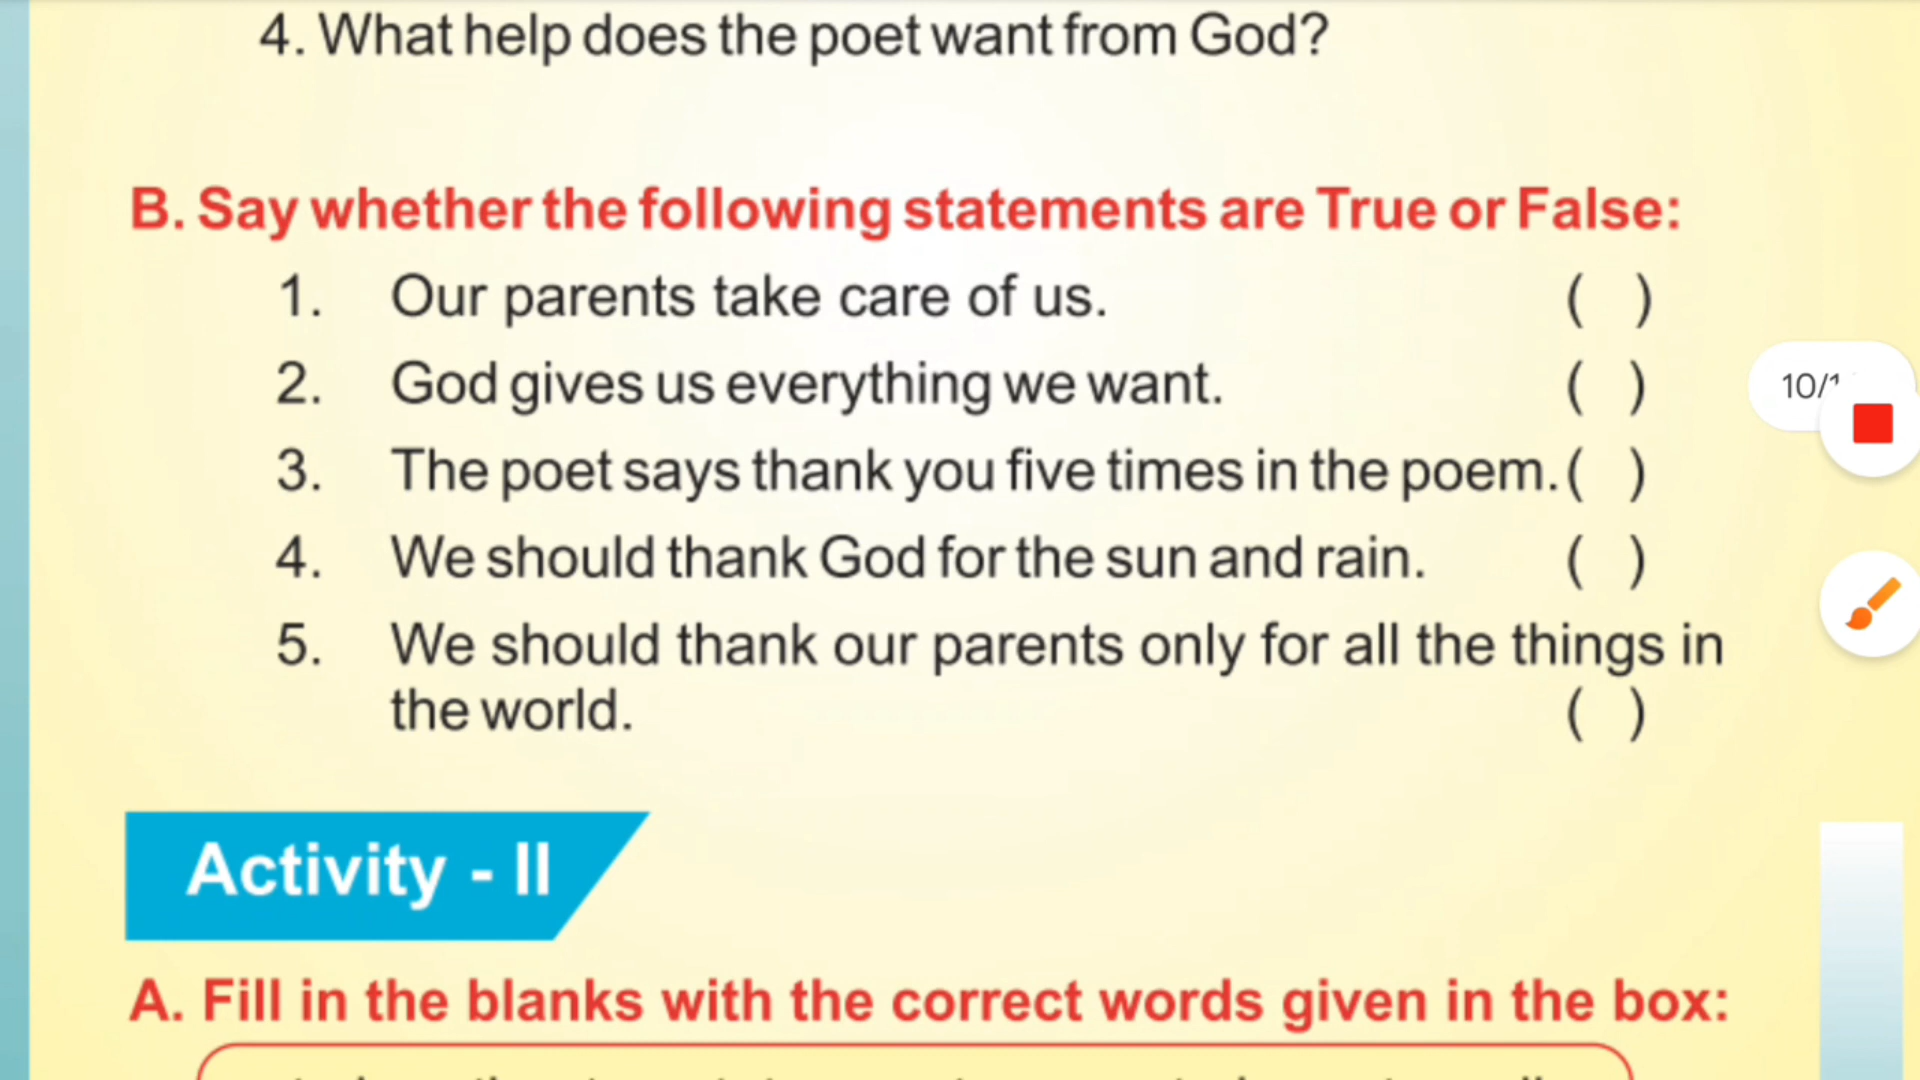 4. What help does the poet want from God?
B. Say whether the following statements are True or False:
1. Our parents take care of us. ( )
2. God gives us everything we want. ( )
10/1
3. The poet says thank you five times in the poem. ( )
4. We should thank God for the sun and rain. ( )
5. We should thank our parents only for all the things in
the world. ( )
Activity - II
A. Fill in the blanks with the correct words given in the box: